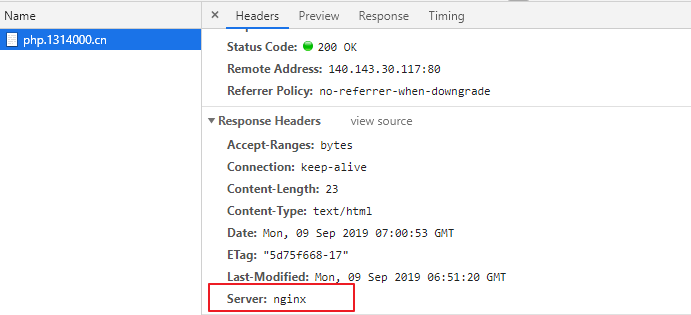 Name
× Headers Preview Response Timing
php.1314000.cn
Status Code: 200 OK
Remote Address: 140.143.30.117:80
Referrer Policy: no-referrer-when-downgrade
▼ Response Headers view source
Accept-Ranges: bytes
Connection: keep-alive
Content-Length: 23
Content-Type: text/html
Date: Mon, 09 Sep 2019 07:00:53 GMT
ETag: "5d75f668-17"
Last-Modified: Mon, 09 Sep 2019 06:51:20 GMT
Server: nginx